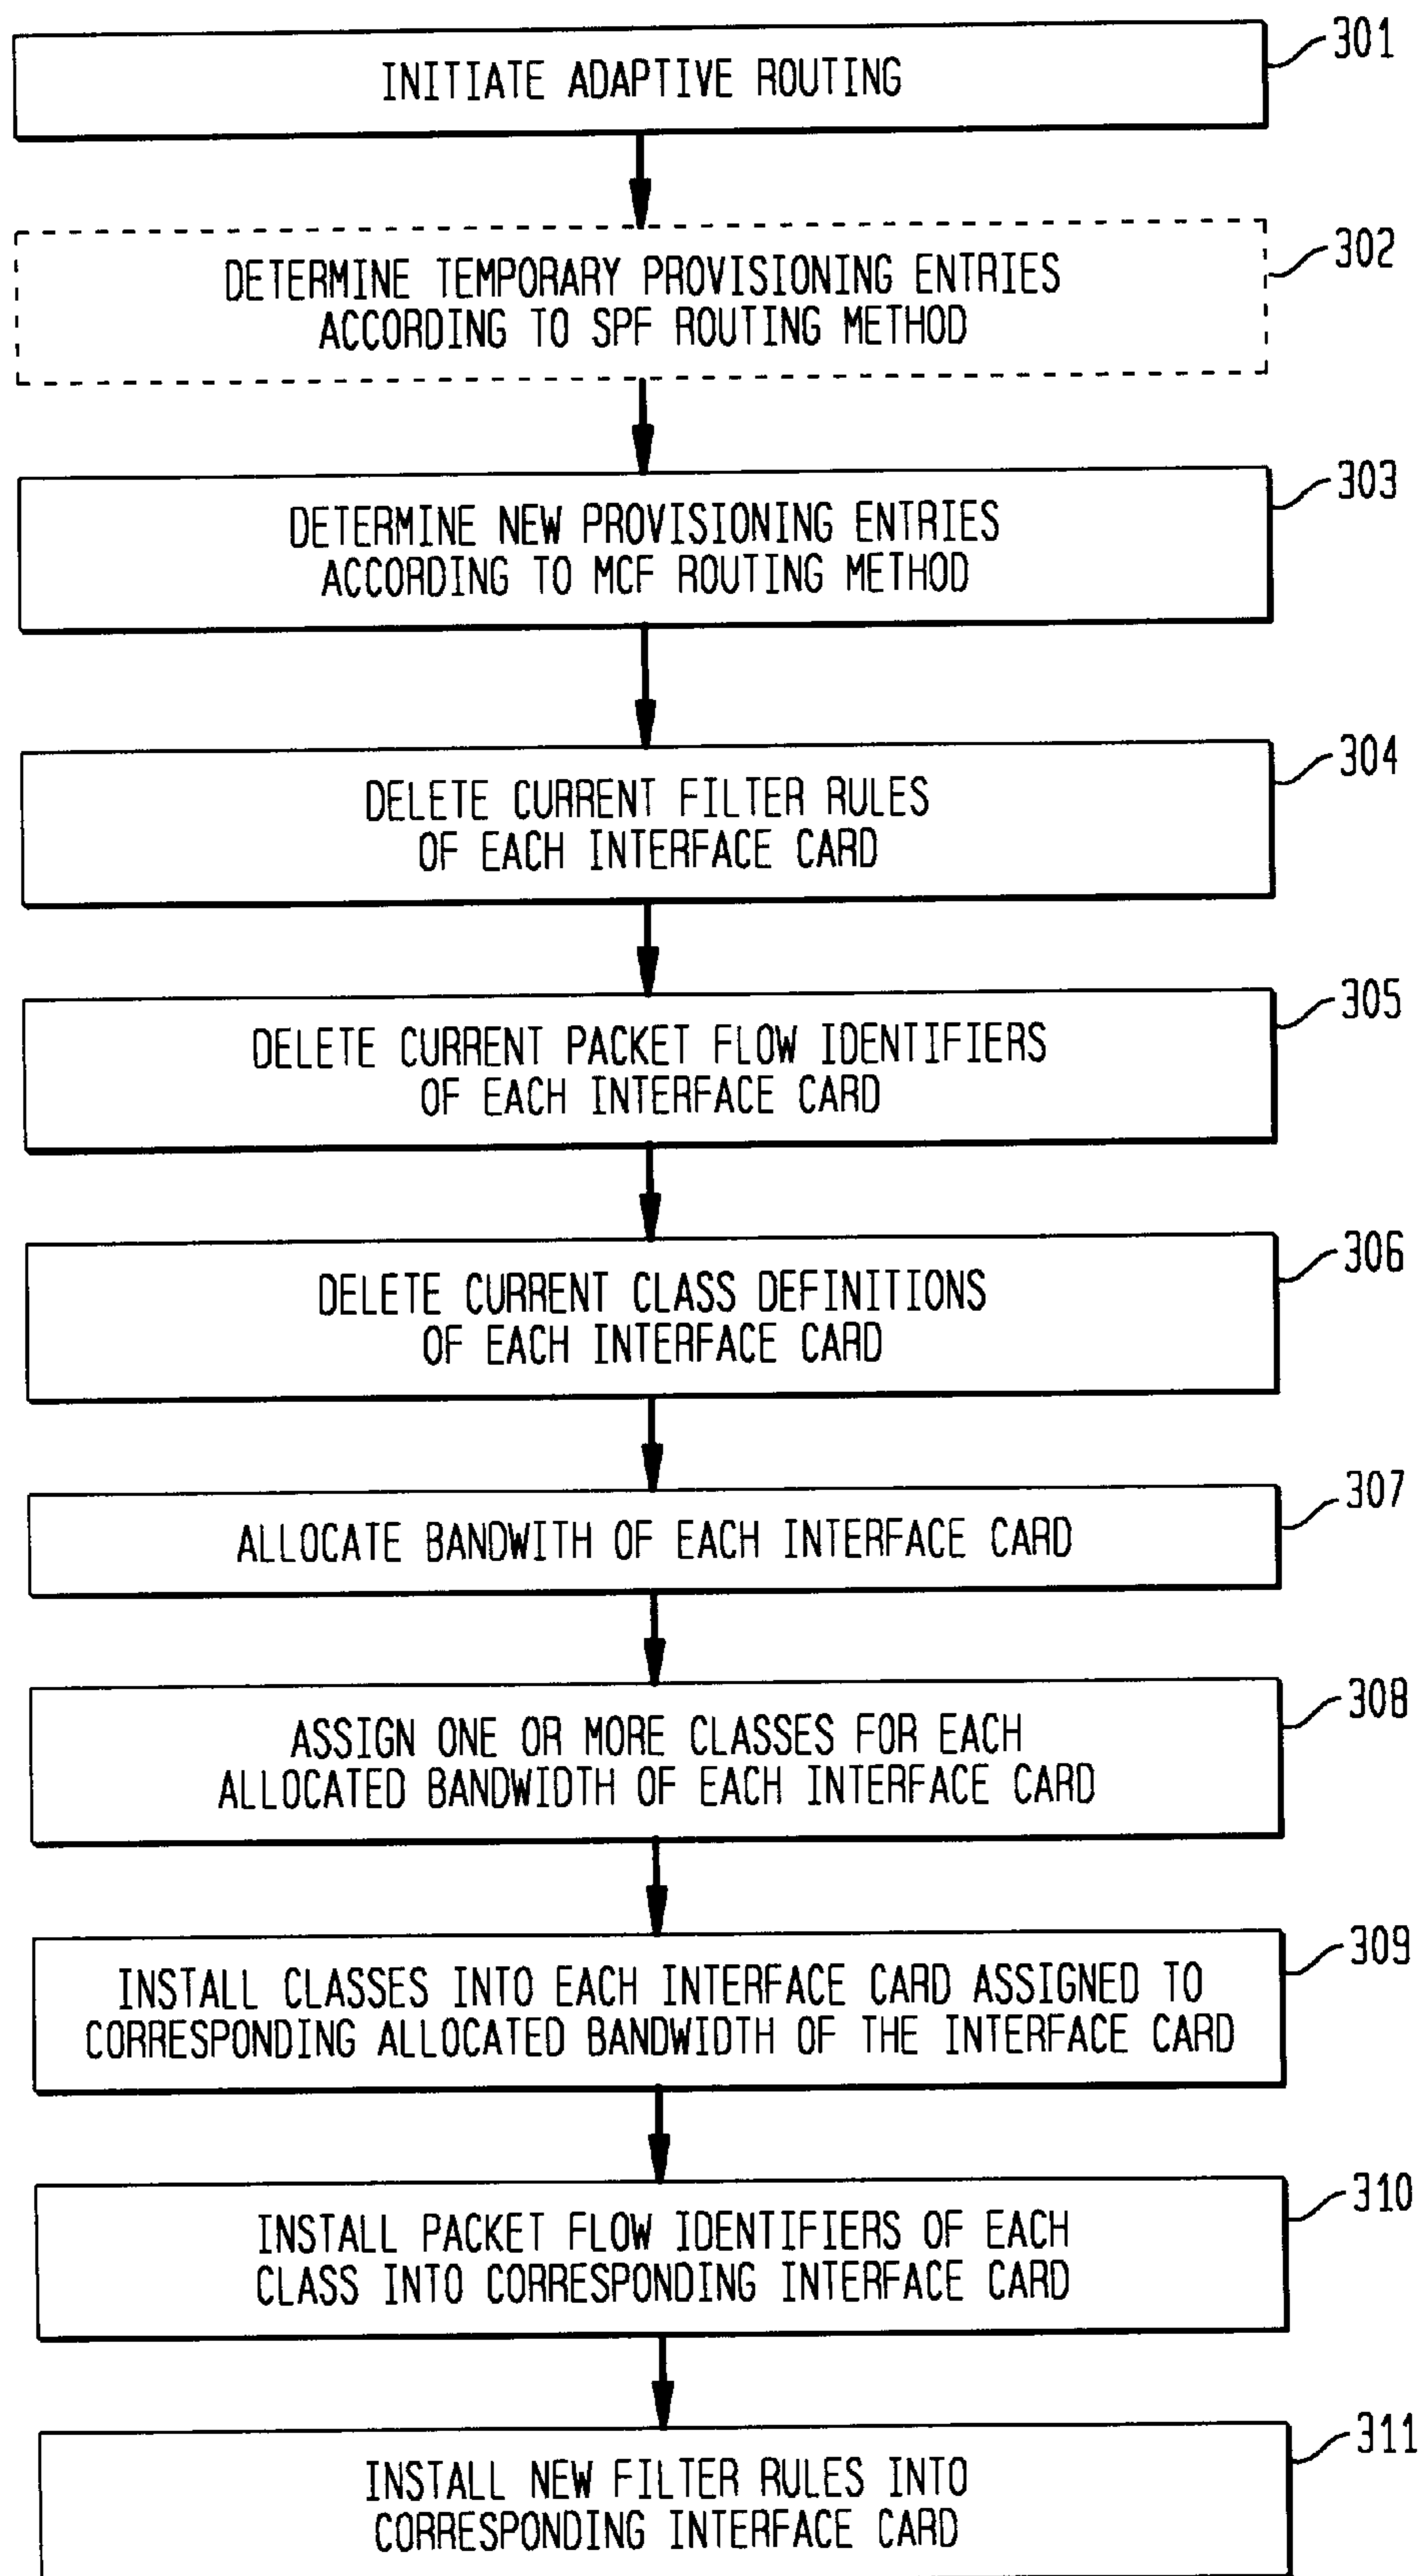 301
INITIATE ADAPTIVE ROUTING
302
DETERMINE TEMPORARY PROVISIONING ENTRIES
ACCORDING TO SPF ROUTING METHOD
303
DETERMINE NEW PROVISIONING ENTRIES
ACCORDING TO MCF ROUTING METHOD
304
DELETE CURRENT FILTER RULES
OF EACH INTERFACE CARD
305
DELETE CURRENT PACKET FLOW IDENTIFIERS
OF EACH INTERFACE CARD
306
DELETE CURRENT CLASS DEFINITIONS
OF EACH INTERFACE CARD
307
ALLOCATE BANDWITH OF EACH INTERFACE CARD
308
ASSIGN ONE OR MORE CLASSES FOR EACH
ALLOCATED BANDWIDTH OF EACH INTERFACE CARD
309
INSTALL CLASSES INTO EACH INTERFACE CARD ASSIGNED TO
CORRESPONDING ALLOCATED BANDWIDTH OF THE INTERFACE CARD
310
INSTALL PACKET FLOW IDENTIFIERS OF EACH
CLASS INTO CORRESPONDING INTERFACE CARD
311
INSTALL NEW FILTER RULES INTO
CORRESPONDING INTERFACE CARD